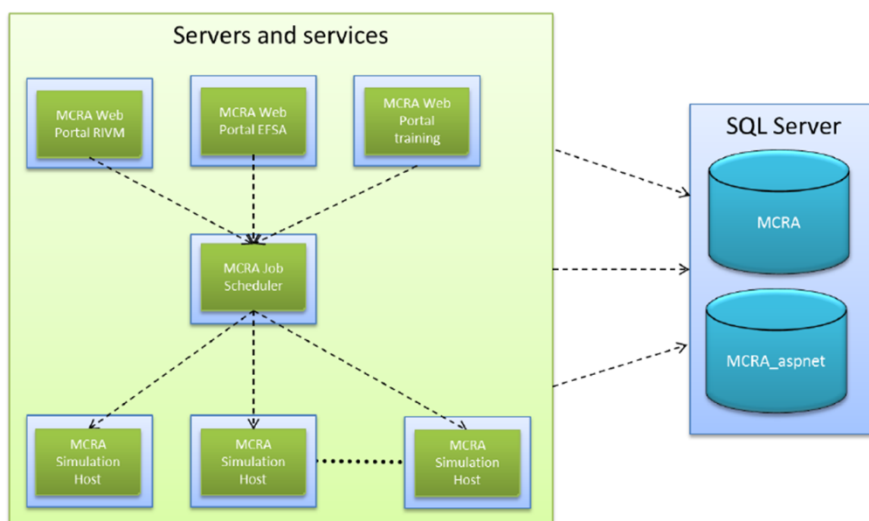 Servers and services
MCRA Web
Portal RIVM
MCRA Web
Portal EFSA
MCRA Web
Portal
training
MCRA Job
Scheduler
MCRA
Simulation
Host
MCRA
Simulation
Host
MCRA
Simulation
Host
SQL Server
MCRA
MCRA_aspnet